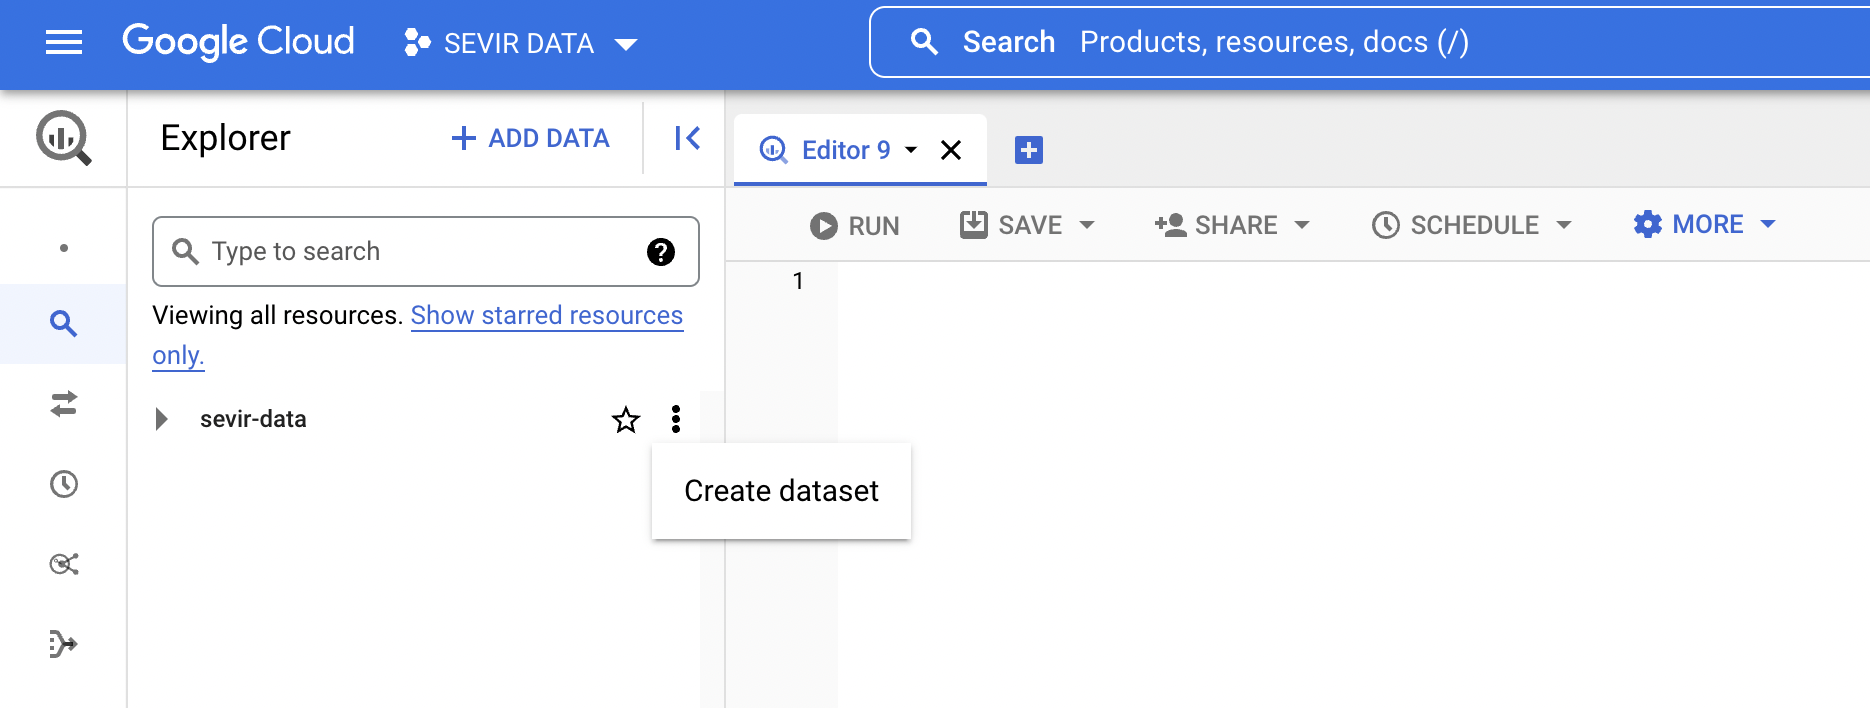 Google Cloud
SEVIR DATA
Search Products, resources, docs (/)
Explorer
ADD DATA
Editor 9
Type to search
?
RUN
SAVE
SHARE
SCHEDULE
MORE
1
Viewing all resources. Show starred resources
only.
sevir-data
Create dataset